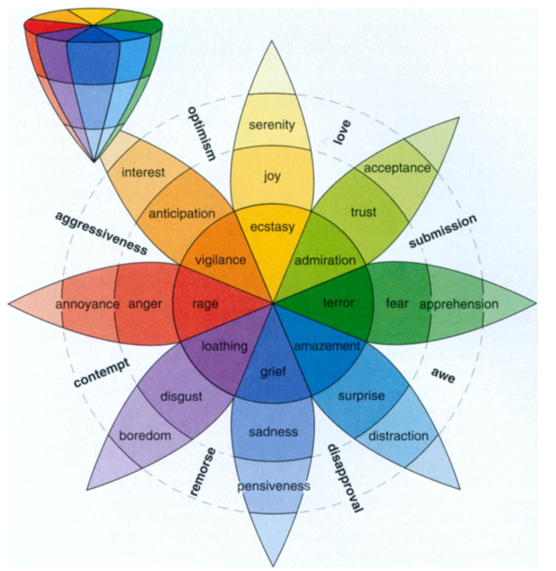 optimism
serenity
love
interest
joy
acceptance
anticipation
trust
aggressiveness
ecstasy
submission
vigilance
admiration
annoyance
anger
rage
terror
fear
apprehension
loathing
amazement
contempt
grief
awe
disgust
surprise
boredom
sadness
distraction
remorse
pensiveness
disapproval